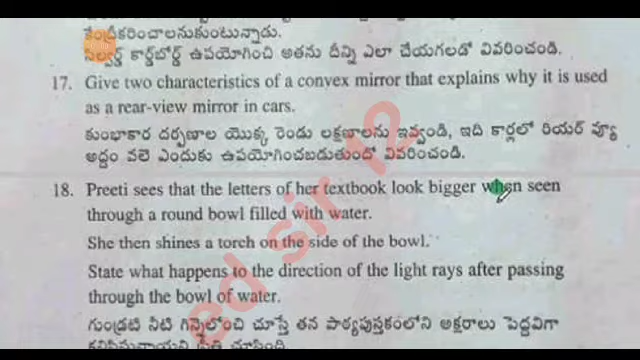 కేంద్రీకరించాలనుకుంటున్నాడు.
సిల్వర్డ్ కార్డ్‌బోర్డ్ ఉపయోగించి అతను దీన్ని ఎలా చేయగలడో వివరించండి.
17. Give two characteristics of a convex mirror that explains why it is used
as a rear-view mirror in cars.
కుంభాకార దర్పణాల యొక్క రెండు లక్షణాలను ఇవ్వండి, ఇది కార్లలో రియర్ వ్యూ
అద్దం వలె ఎందుకు ఉపయోగించబడుతుందో వివరించండి.
18. Preeti sees that the letters of her textbook look bigger when seen
through a round bowl filled with water.
She then shines a torch on the side of the bowl.
State what happens to the direction of the light rays after passing
through the bowl of water.
గుండ్రటి నీటి గిన్నెలోంచి చూస్తే తన పాఠ్యపుస్తకంలోని అక్షరాలు పెద్దవిగా
ed sir 12